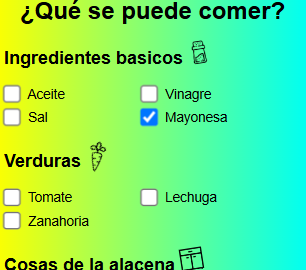 ¿Qué se puede comer?
Ingredientes basicos
Aceite Vinagre
Sal Mayonesa
Verduras
Tomate Lechuga
Zanahoria
Cosas de la alacena